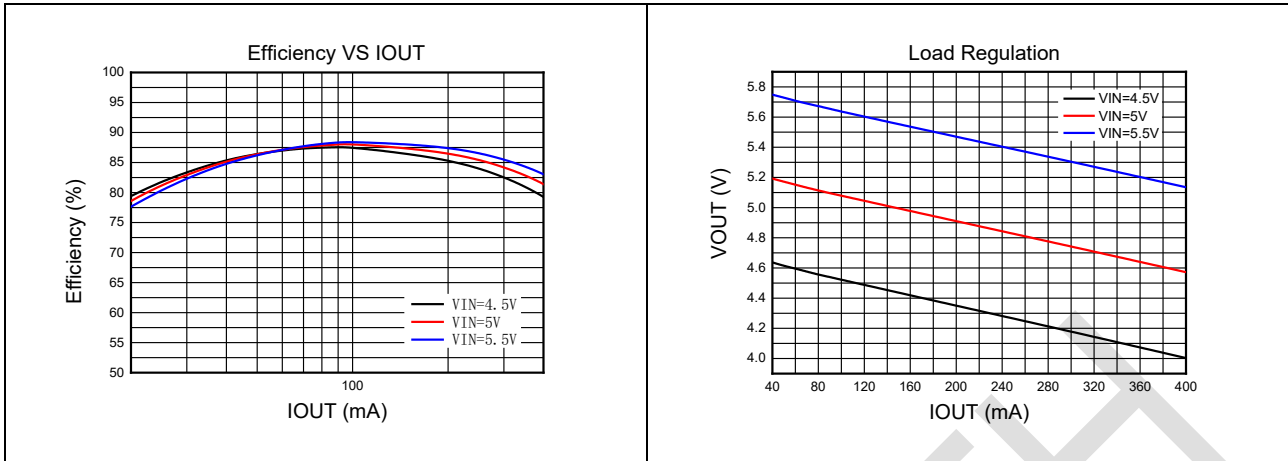 Efficiency VS IOUT
100
95
90
85
80
75
70
65
60
55
50
Efficiency (%)
VIN=4.5V
VIN=5V
VIN=5.5V
100
IOUT (mA)
Load Regulation
5.8
5.6
5.4
5.2
5.0
4.8
4.6
4.4
4.2
4.0
VOUT (V)
VIN=4.5V
VIN=5V
VIN=5.5V
40 80 120 160 200 240 280 320 360 400
IOUT (mA)